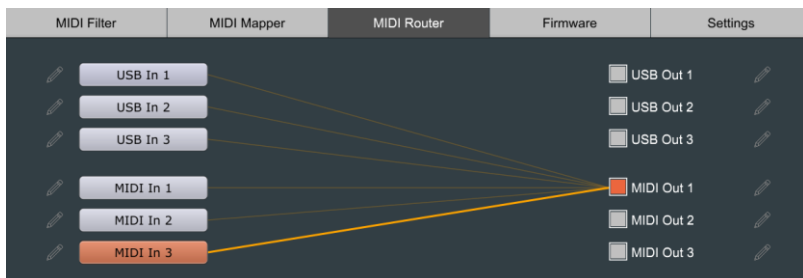 MIDI Filter MIDI Mapper MIDI Router Firmware Settings
USB In 1 USB Out 1
USB In 2 USB Out 2
USB In 3 USB Out 3
MIDI In 1 MIDI Out 1
MIDI In 2 MIDI Out 2
MIDI In 3 MIDI Out 3